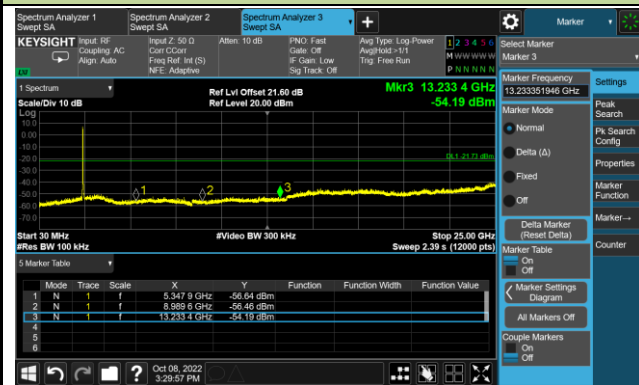 Spectrum Analyzer 1
Swept SA
Spectrum Analyzer 2
Swept SA
Spectrum Analyzer 3
Swept SA
Marker
KEYSIGHT
Input: RF
Coupling: AC
Align: Auto
Input Z: 50 Ω
Corr CCorr
Freq Ref: Int (S)
NFE: Adaptive
Atten: 10 dB
PNO: Fast
Gate: Off
IF Gain: Low
Sig Track: Off
Avg Type: Log-Power
Avg|Hold:>1/1
Trig: Free Run
1 2 3 4 5 6
M W W W W W
P N N N N N
LXI
Select Marker
Marker 3
1 Spectrum
Scale/Div 10 dB
Ref Lvl Offset 21.60 dB
Ref Level 20.00 dBm
Mkr3 13.233 4 GHz
-54.19 dBm
Log
10.0
0.00
-10.0
-20.0
-30.0
-40.0
-50.0
-60.0
-70.0
DL1 -21.73 dBm
1
2
3
Start 30 MHz
#Res BW 100 kHz
#Video BW 300 kHz
Stop 25.00 GHz
Sweep 2.39 s (12000 pts)
5 Marker Table
Mode Trace Scale X Y Function Function Width Function Value
1 N 1 f 5.347 9 GHz -56.64 dBm
2 N 1 f 8.989 6 GHz -56.46 dBm
3 N 1 f 13.233 4 GHz -54.19 dBm
4
5
6
Marker Frequency
13.233351946 GHz
Marker Mode
Normal
Delta (Δ)
Fixed
Off
Delta Marker
(Reset Delta)
Marker Table
On
Off
Marker Settings
Diagram
All Markers Off
Couple Markers
On
Off
Settings
Peak
Search
Pk Search
Config
Properties
Marker
Function
Marker→
Counter
?
Oct 08, 2022
3:29:57 PM